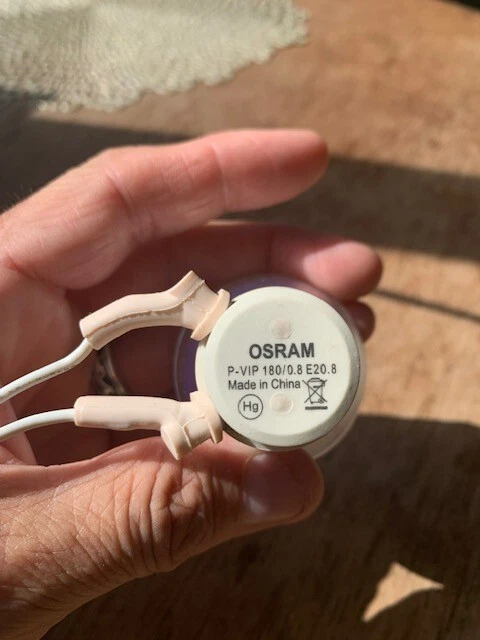 OSRAM
P-VIP 180/0.8 E20.8
Made in China
Hg